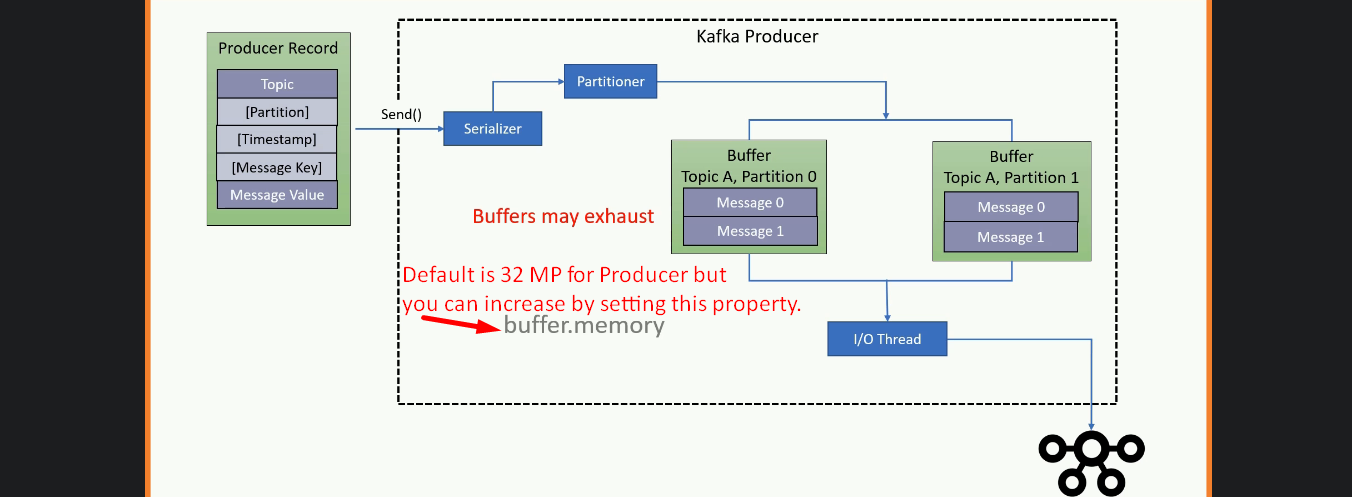 Kafka Producer
Producer Record
Topic
[Partition]
[Timestamp]
[Message Key]
Message Value
Send()
Serializer
Partitioner
Buffer
Topic A, Partition 0
Message 0
Message 1
Buffer
Topic A, Partition 1
Message 0
Message 1
Buffers may exhaust
Default is 32 MP for Producer but
you can increase by setting this property.
buffer.memory
I/O Thread